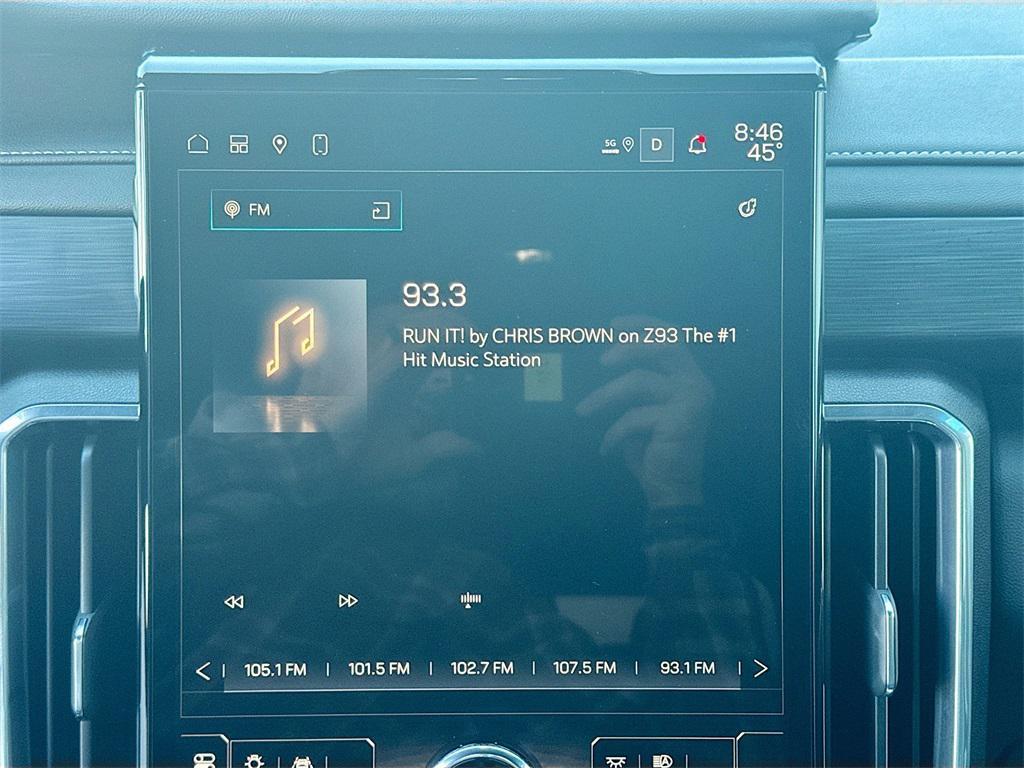 5G
D
8:46
45°
FM
93.3
RUN IT! by CHRIS BROWN on Z93 The #1
Hit Music Station
105.1 FM | 101.5 FM | 102.7 FM | 107.5 FM | 93.1 FM
A